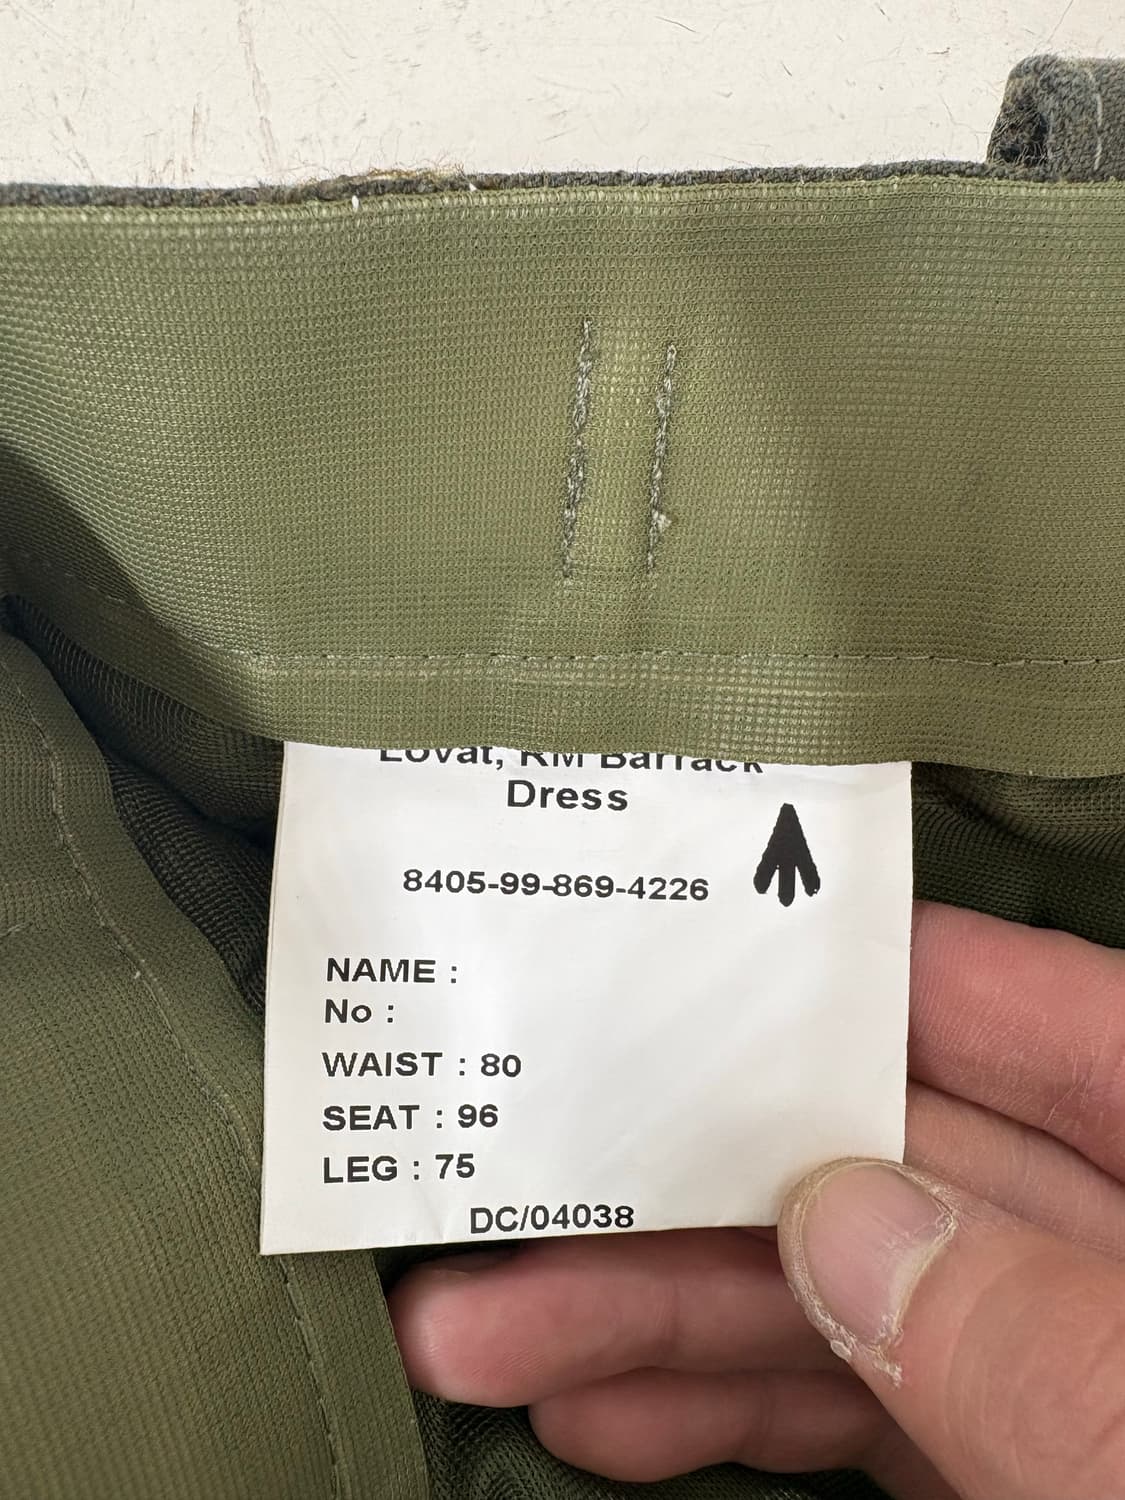 Lovat, RM Barrack
Dress
8405-99-869-4226
NAME :
No :
WAIST : 80
SEAT : 96
LEG : 75
DC/04038